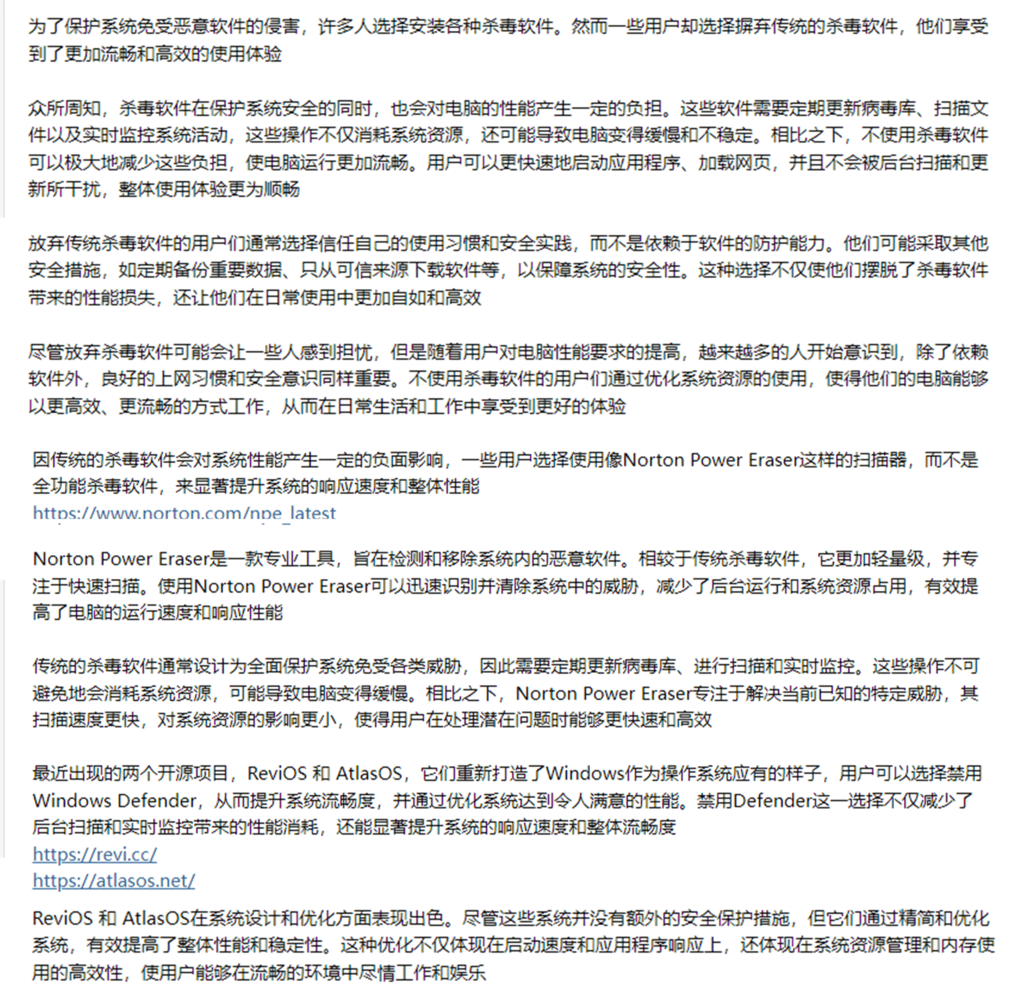 为了保护系统免受恶意软件的侵害，许多人选择安装各种杀毒软件。然而一些用户却选择摒弃传统的杀毒软件，他们享受
到了更加流畅和高效的使用体验
众所周知，杀毒软件在保护系统安全的同时，也会对电脑的性能产生一定的负担。这些软件需要定期更新病毒库、扫描文
件以及实时监控系统活动，这些操作不仅消耗系统资源，还可能导致电脑变得缓慢和不稳定。相比之下，不使用杀毒软件
可以极大地减少这些负担，使电脑运行更加流畅。用户可以更快速地启动应用程序、加载网页，并且不会被后台扫描和更
新所干扰，整体使用体验更为顺畅
放弃传统杀毒软件的用户们通常选择信任自己的使用习惯和安全实践，而不是依赖于软件的防护能力。他们可能采取其他
安全措施，如定期备份重要数据、只从可信来源下载软件等，以保障系统的安全性。这种选择不仅使他们摆脱了杀毒软件
带来的性能损失，还让他们在日常使用中更加自如和高效
尽管放弃杀毒软件可能会让一些人感到担忧，但是随着用户对电脑性能要求的提高，越来越多的人开始意识到，除了依赖
软件外，良好的上网习惯和安全意识同样重要。不使用杀毒软件的用户们通过优化系统资源的使用，使得他们的电脑能够
以更高效、更流畅的方式工作，从而在日常生活和工作中享受到更好的体验
因传统的杀毒软件会对系统性能产生一定的负面影响，一些用户选择使用像Norton Power Eraser这样的扫描器，而不是
全功能杀毒软件，来显著提升系统的响应速度和整体性能
https://www.norton.com/npe_latest
Norton Power Eraser是一款专业工具，旨在检测和移除系统内的恶意软件。相较于传统杀毒软件，它更加轻量级，并专
注于快速扫描。使用Norton Power Eraser可以迅速识别并清除系统中的威胁，减少了后台运行和系统资源占用，有效提
高了电脑的运行速度和响应性能
传统的杀毒软件通常设计为全面保护系统免受各类威胁，因此需要定期更新病毒库、进行扫描和实时监控。这些操作不可
避免地会消耗系统资源，可能导致电脑变得缓慢。相比之下，Norton Power Eraser专注于解决当前已知的特定威胁，其
扫描速度更快，对系统资源的影响更小，使得用户在处理潜在问题时能够更快速和高效
最近出现的两个开源项目，ReviOS 和 AtlasOS，它们重新打造了Windows作为操作系统应有的样子，用户可以选择禁用
Windows Defender，从而提升系统流畅度，并通过优化系统达到令人满意的性能。禁用Defender这一选择不仅减少了
后台扫描和实时监控带来的性能消耗，还能显著提升系统的响应速度和整体流畅度
https://revi.cc/
https://atlasos.net/
ReviOS 和 AtlasOS在系统设计和优化方面表现出色。尽管这些系统并没有额外的安全保护措施，但它们通过精简和优化
系统，有效提高了整体性能和稳定性。这种优化不仅体现在启动速度和应用程序响应上，还体现在系统资源管理和内存使
用的高效性，使用户能够在流畅的环境中尽情工作和娱乐